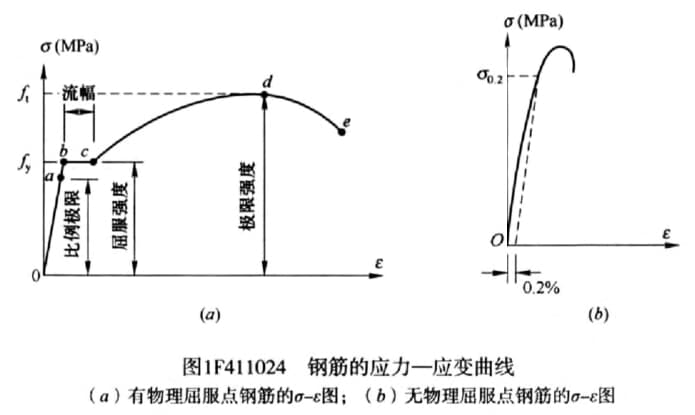 σ(MPa)
fₜ
流幅
d
e
b
c
f_y
a
比例极限
屈服强度
极限强度
0
ε
(a)
σ(MPa)
σ₀.₂
O
ε
0.2%
(b)
图1F411024 钢筋的应力—应变曲线
(a)有物理屈服点钢筋的σ-ε图；(b)无物理屈服点钢筋的σ-ε图